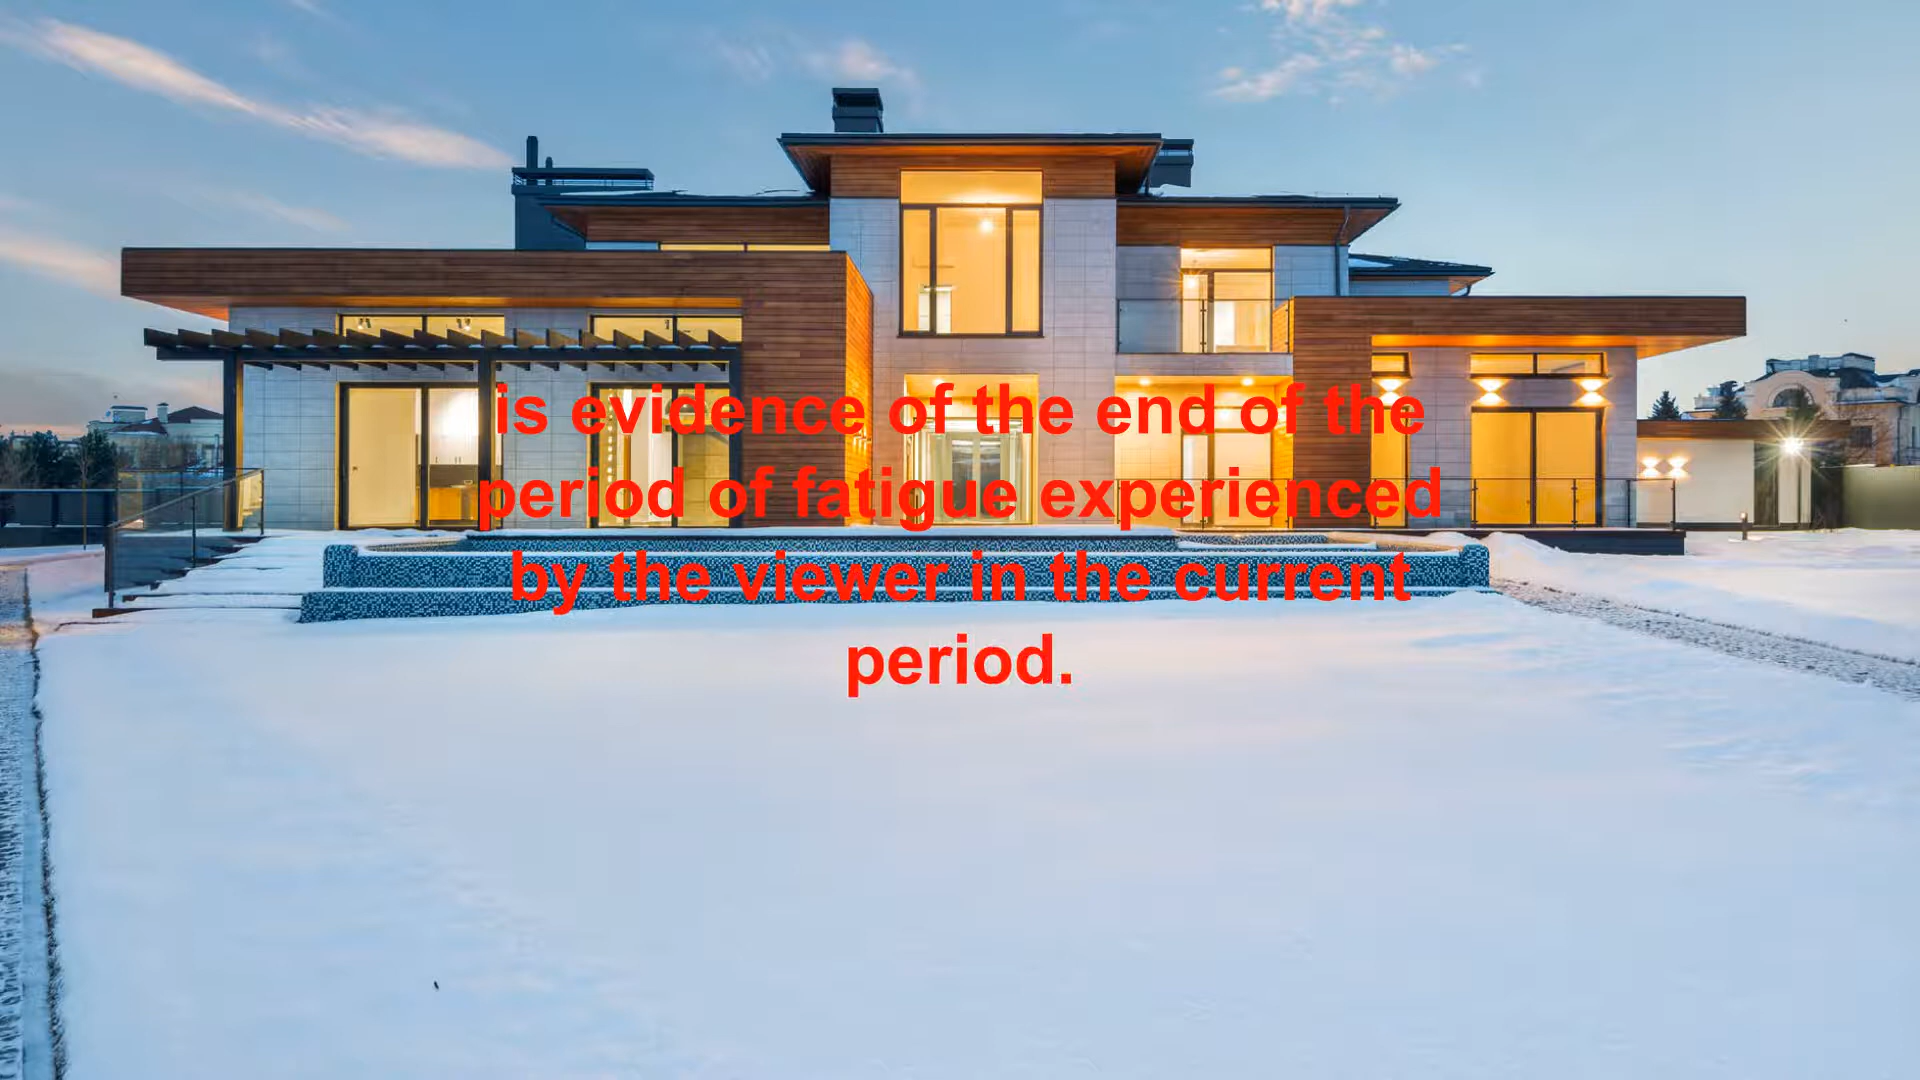 is evidence of the end of the
period of fatigue experienced
by the viewer in the current
period.